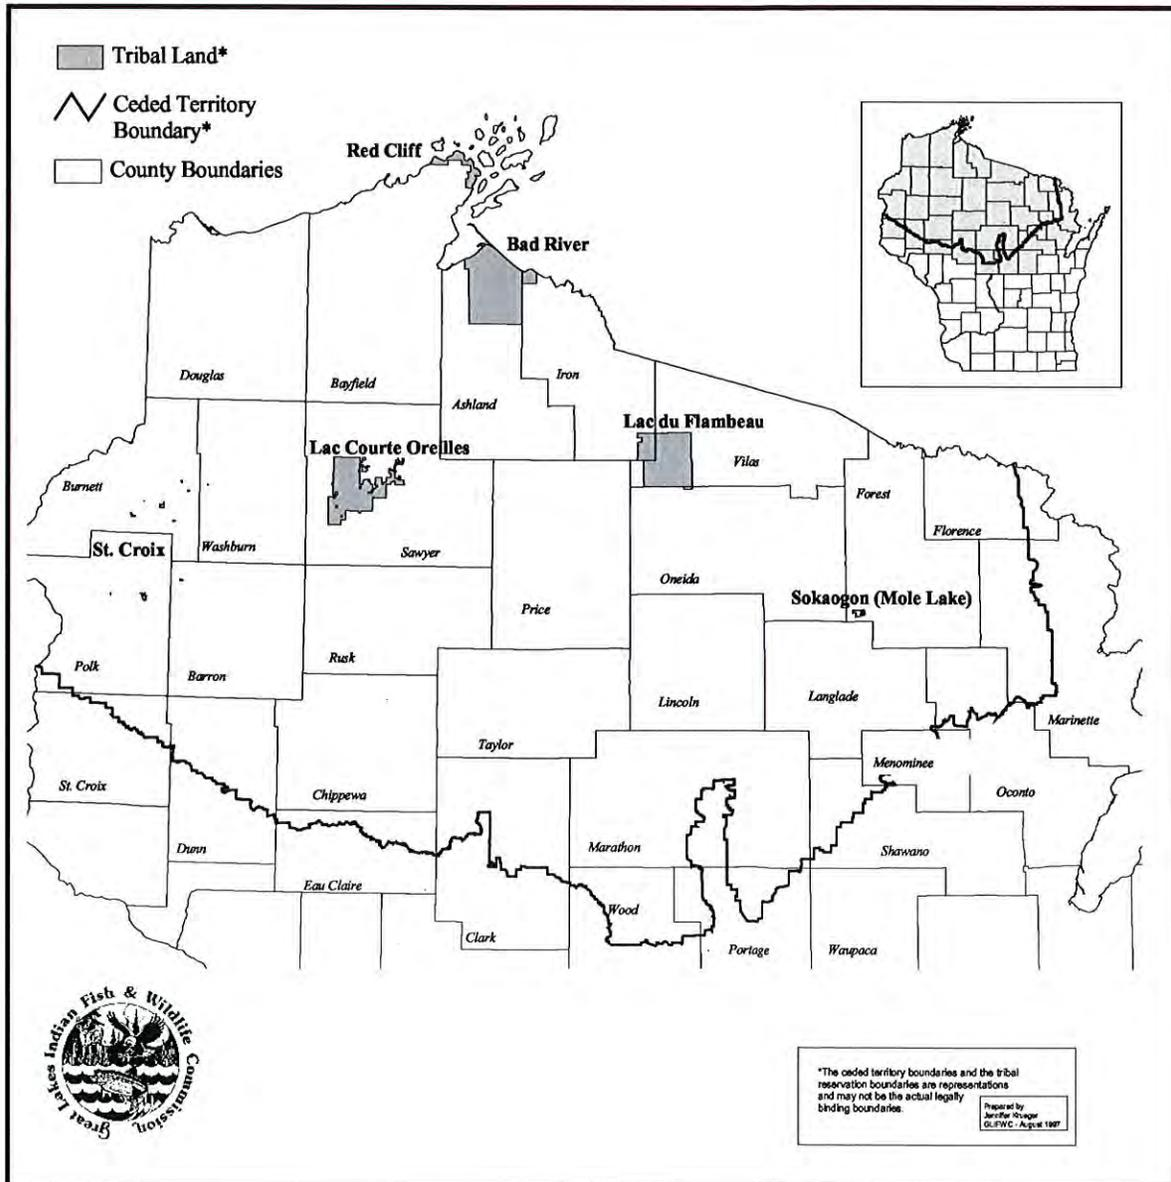 Tribal Land*
Ceded Territory
Boundary*
County Boundaries
Red Cliff
Bad River
Douglas
Bayfield
Iron
Ashland
Lac du Flambeau
Lac Courte Oreilles
Vilas
Burnett
Forest
Florence
St. Croix
Washburn
Sawyer
Oneida
Price
Sokaogon (Mole Lake)
Polk
Barron
Rusk
Lincoln
Langlade
Marinette
Taylor
Menominee
St. Croix
Chippewa
Oconto
Dunn
Marathon
Shawano
Eau Claire
Wood
Clark
Portage
Waupaca
Great Lakes Indian Fish & Wildlife Commission
*The ceded territory boundaries and the tribal
reservation boundaries are representations
and may not be the actual legally
binding boundaries.
Prepared by
Jennifer Krueger
GLIFWC - August 1997